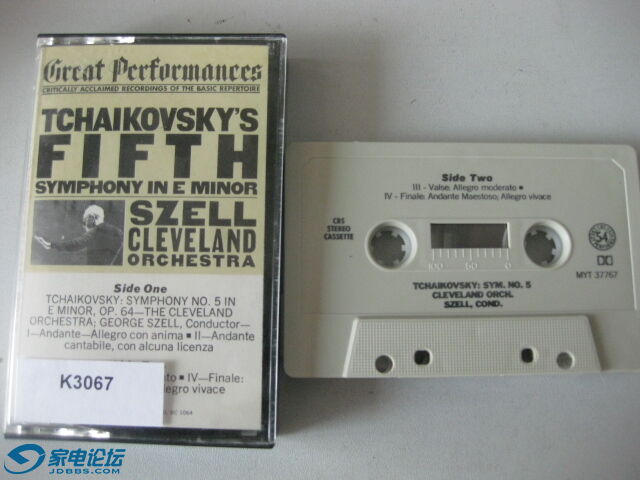 Great Performances
CRITICALLY ACCLAIMED RECORDINGS OF THE BASIC REPERTOIRE
TCHAIKOVSKY'S
FIFTH
SYMPHONY IN E MINOR
SZELL
CLEVELAND
ORCHESTRA
Side One
TCHAIKOVSKY: SYMPHONY NO. 5 IN
E MINOR, OP. 64—THE CLEVELAND
ORCHESTRA; GEORGE SZELL, Conductor—
I—Andante—Allegro con anima ■ II—Andante
cantabile, con alcuna licenza
to ■ IV—Finale:
legro vivace
K3067
1064
Side Two
III - Valse: Allegro moderato ■
IV - Finale: Andante Maestoso; Allegro vivace
CBS
STEREO
CASSETTE
54
MYT 37767
100 50 0
TCHAIKOVSKY: SYM. NO. 5
CLEVELAND ORCH.
SZELL, COND.
家电论坛
JDBBS.COM